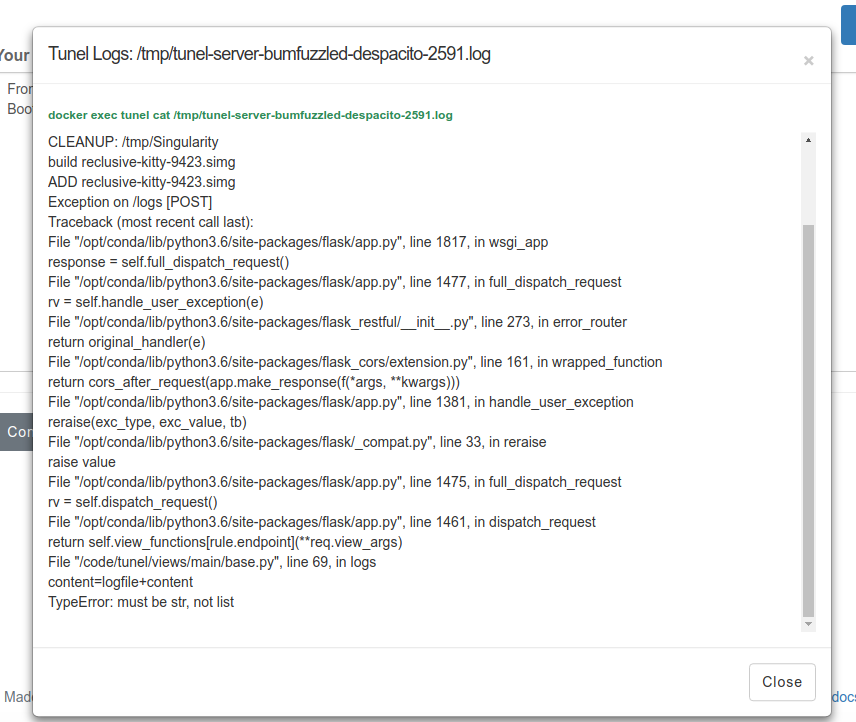 Tunel Logs: /tmp/tunel-server-bumfuzzled-despacito-2591.log
×
Your
Fror
Boo
docker exec tunel cat /tmp/tunel-server-bumfuzzled-despacito-2591.log
CLEANUP: /tmp/Singularity
build reclusive-kitty-9423.simg
ADD reclusive-kitty-9423.simg
Exception on /logs [POST]
Traceback (most recent call last):
File "/opt/conda/lib/python3.6/site-packages/flask/app.py", line 1817, in wsgi_app
response = self.full_dispatch_request()
File "/opt/conda/lib/python3.6/site-packages/flask/app.py", line 1477, in full_dispatch_request
rv = self.handle_user_exception(e)
File "/opt/conda/lib/python3.6/site-packages/flask_restful/__init__.py", line 273, in error_router
return original_handler(e)
File "/opt/conda/lib/python3.6/site-packages/flask_cors/extension.py", line 161, in wrapped_function
return cors_after_request(app.make_response(f(*args, **kwargs)))
File "/opt/conda/lib/python3.6/site-packages/flask/app.py", line 1381, in handle_user_exception
reraise(exc_type, exc_value, tb)
File "/opt/conda/lib/python3.6/site-packages/flask/_compat.py", line 33, in reraise
raise value
File "/opt/conda/lib/python3.6/site-packages/flask/app.py", line 1475, in full_dispatch_request
rv = self.dispatch_request()
File "/opt/conda/lib/python3.6/site-packages/flask/app.py", line 1461, in dispatch_request
return self.view_functions[rule.endpoint](**req.view_args)
File "/code/tunel/views/main/base.py", line 69, in logs
content=logfile+content
TypeError: must be str, not list
Con
Close
Made
docs